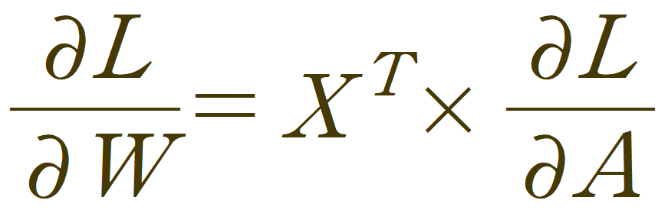 ∂L/∂W = X^T × ∂L/∂A